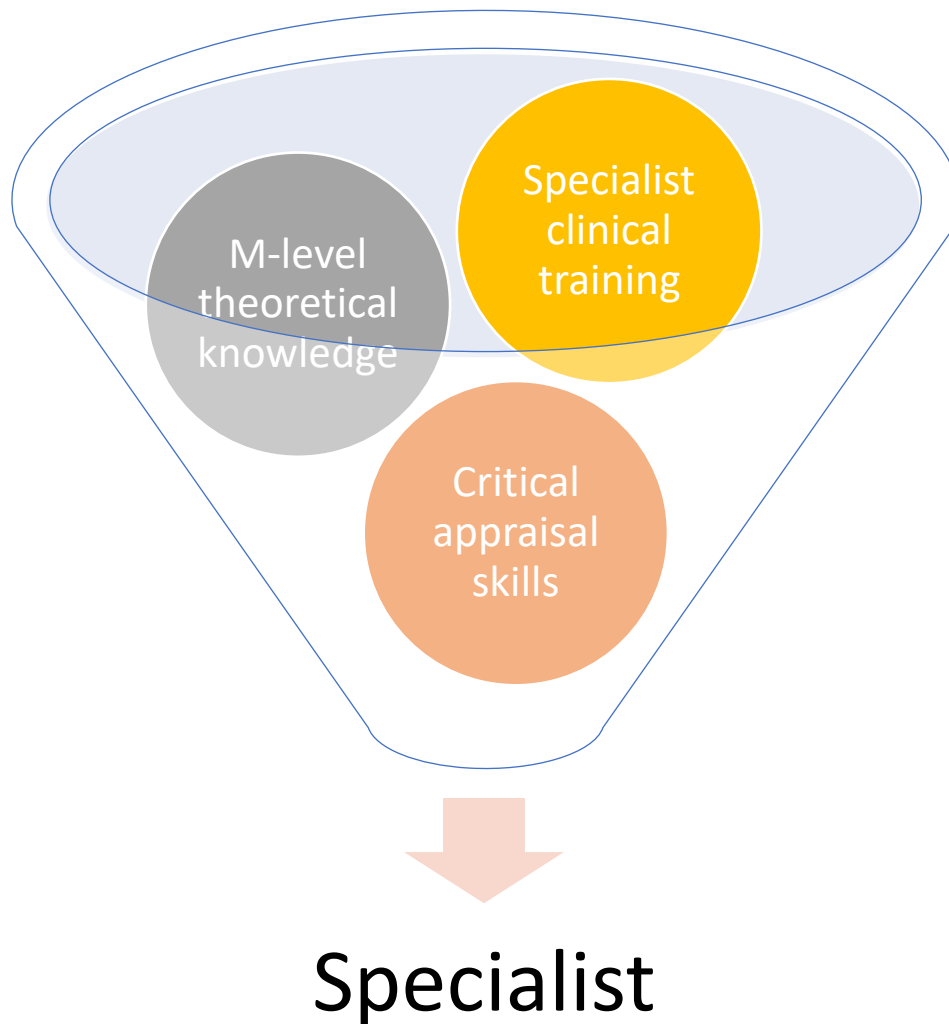 Specialist
clinical
training
M-level
theoretical
knowledge
Critical
appraisal
skills
Specialist